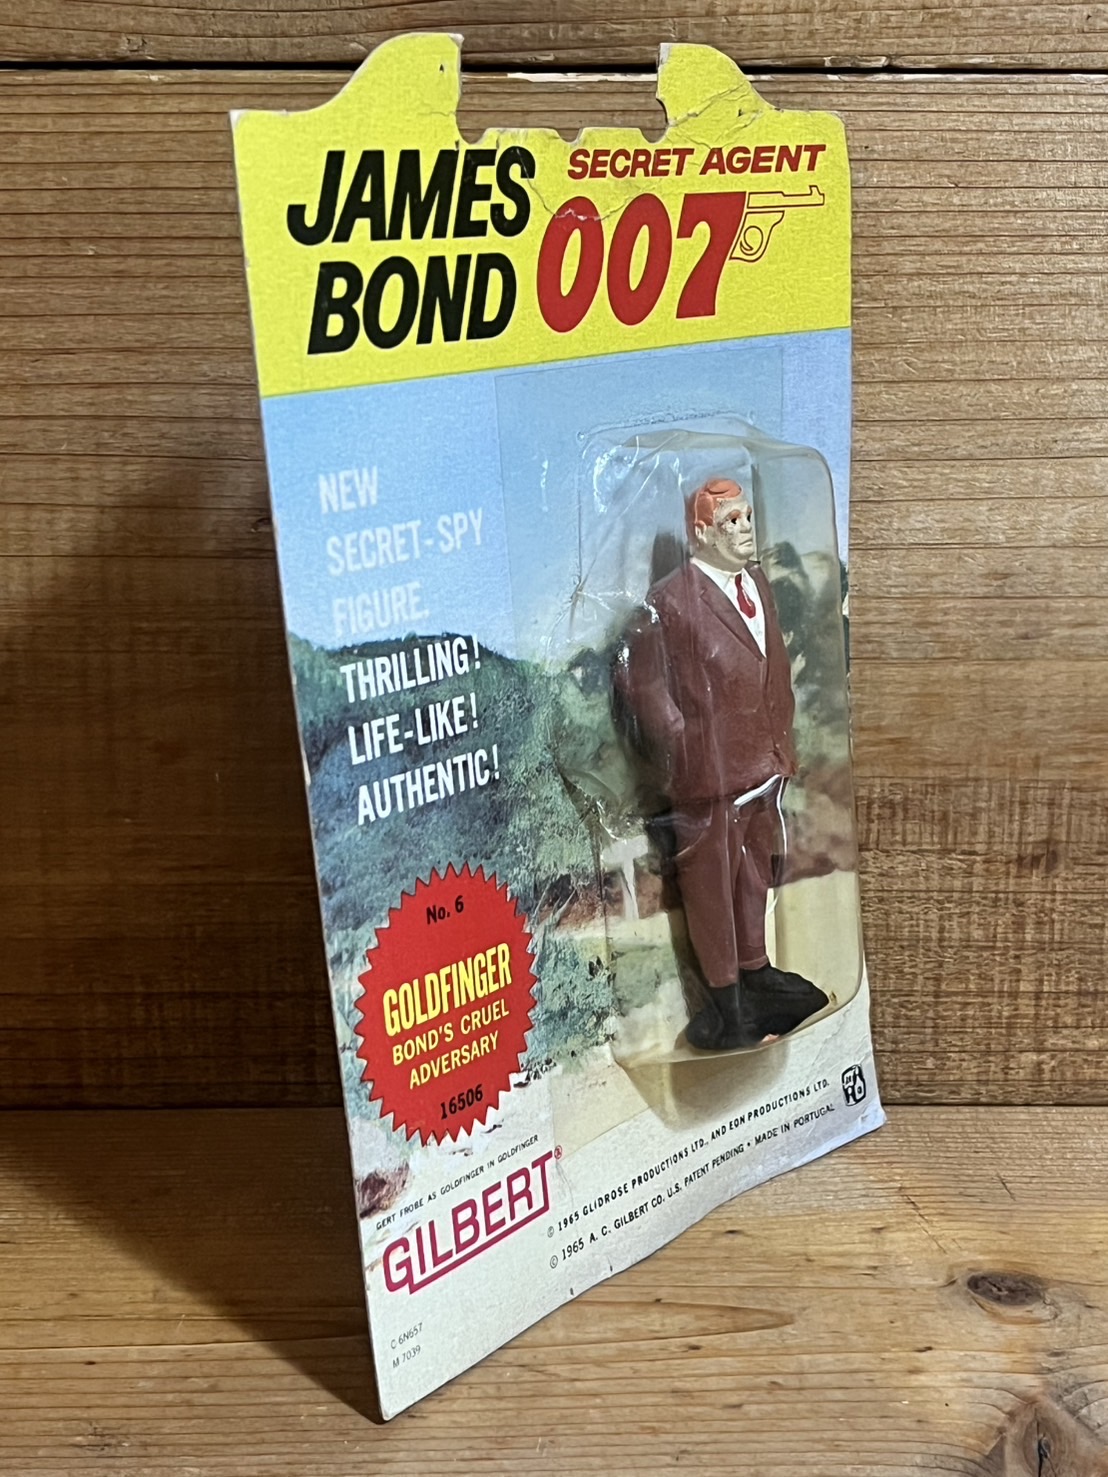 JAMES
BOND
SECRET AGENT
007
NEW
SECRET-SPY
FIGURE.
THRILLING!
LIFE-LIKE!
AUTHENTIC!
No. 6
GOLDFINGER
BOND'S CRUEL
ADVERSARY
16506
GERT FROBE AS GOLDFINGER IN GOLDFINGER
GILBERT®
© 1965 GLIDROSE PRODUCTIONS LTD., AND EON PRODUCTIONS LTD.
© 1965 A. C. GILBERT CO. U.S. PATENT PENDING • MADE IN PORTUGAL
C 6N657
M 7039